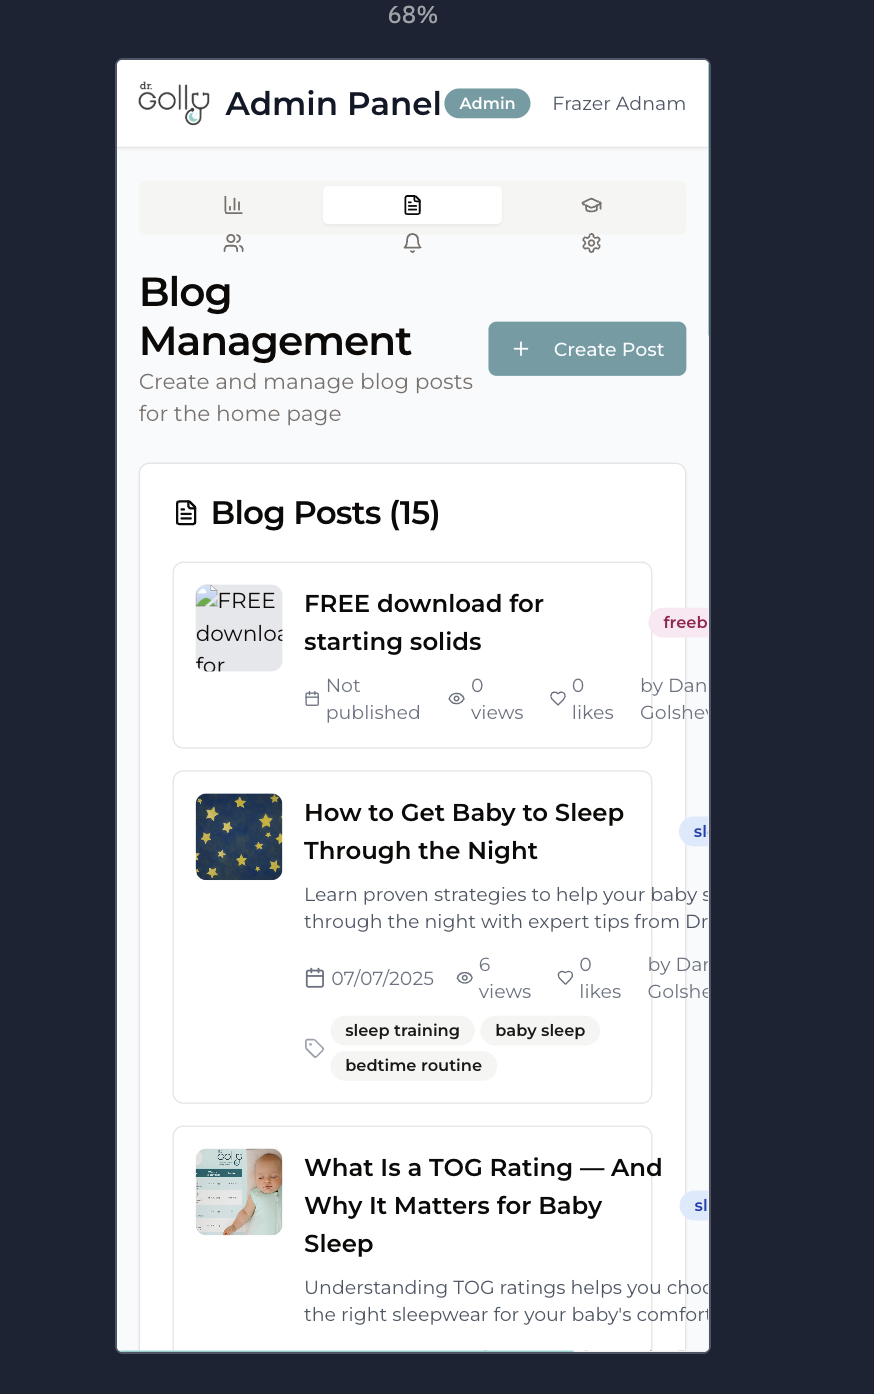 68%
dr.
Golly
Admin Panel
Admin
Frazer Adnam
Blog
Management
Create and manage blog posts
for the home page
Create Post
Blog Posts (15)
FREE
downloa
for
FREE download for
starting solids
freeb
Not
published
0
views
0
likes
by Dan
Golshev
How to Get Baby to Sleep
Through the Night
sl
Learn proven strategies to help your baby s
through the night with expert tips from Dr
07/07/2025
6
views
0
likes
by Dan
Golshe
sleep training
baby sleep
bedtime routine
Golly
What Is a TOG Rating — And
Why It Matters for Baby
Sleep
sl
Understanding TOG ratings helps you choo
the right sleepwear for your baby's comfort